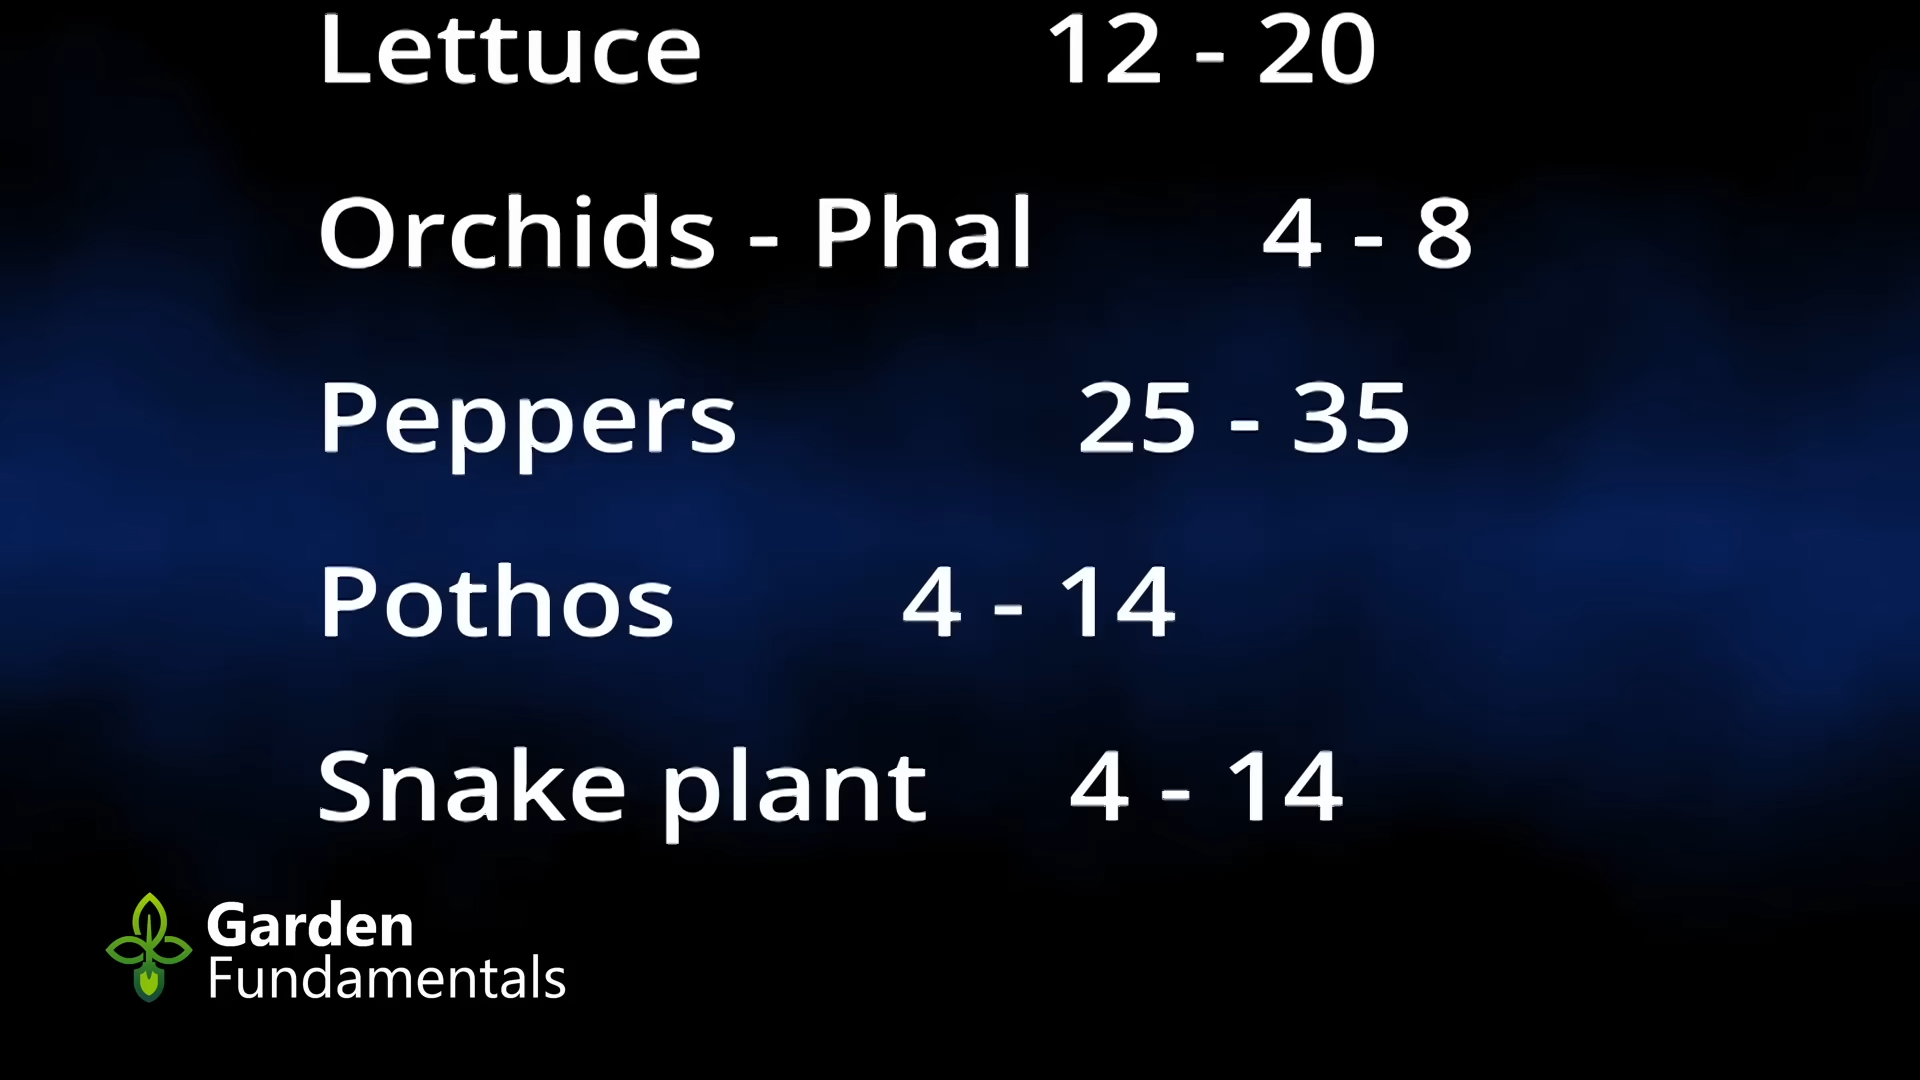 Lettuce 12 - 20
Orchids - Phal 4 - 8
Peppers 25 - 35
Pothos 4 - 14
Snake plant 4 - 14
Garden
Fundamentals